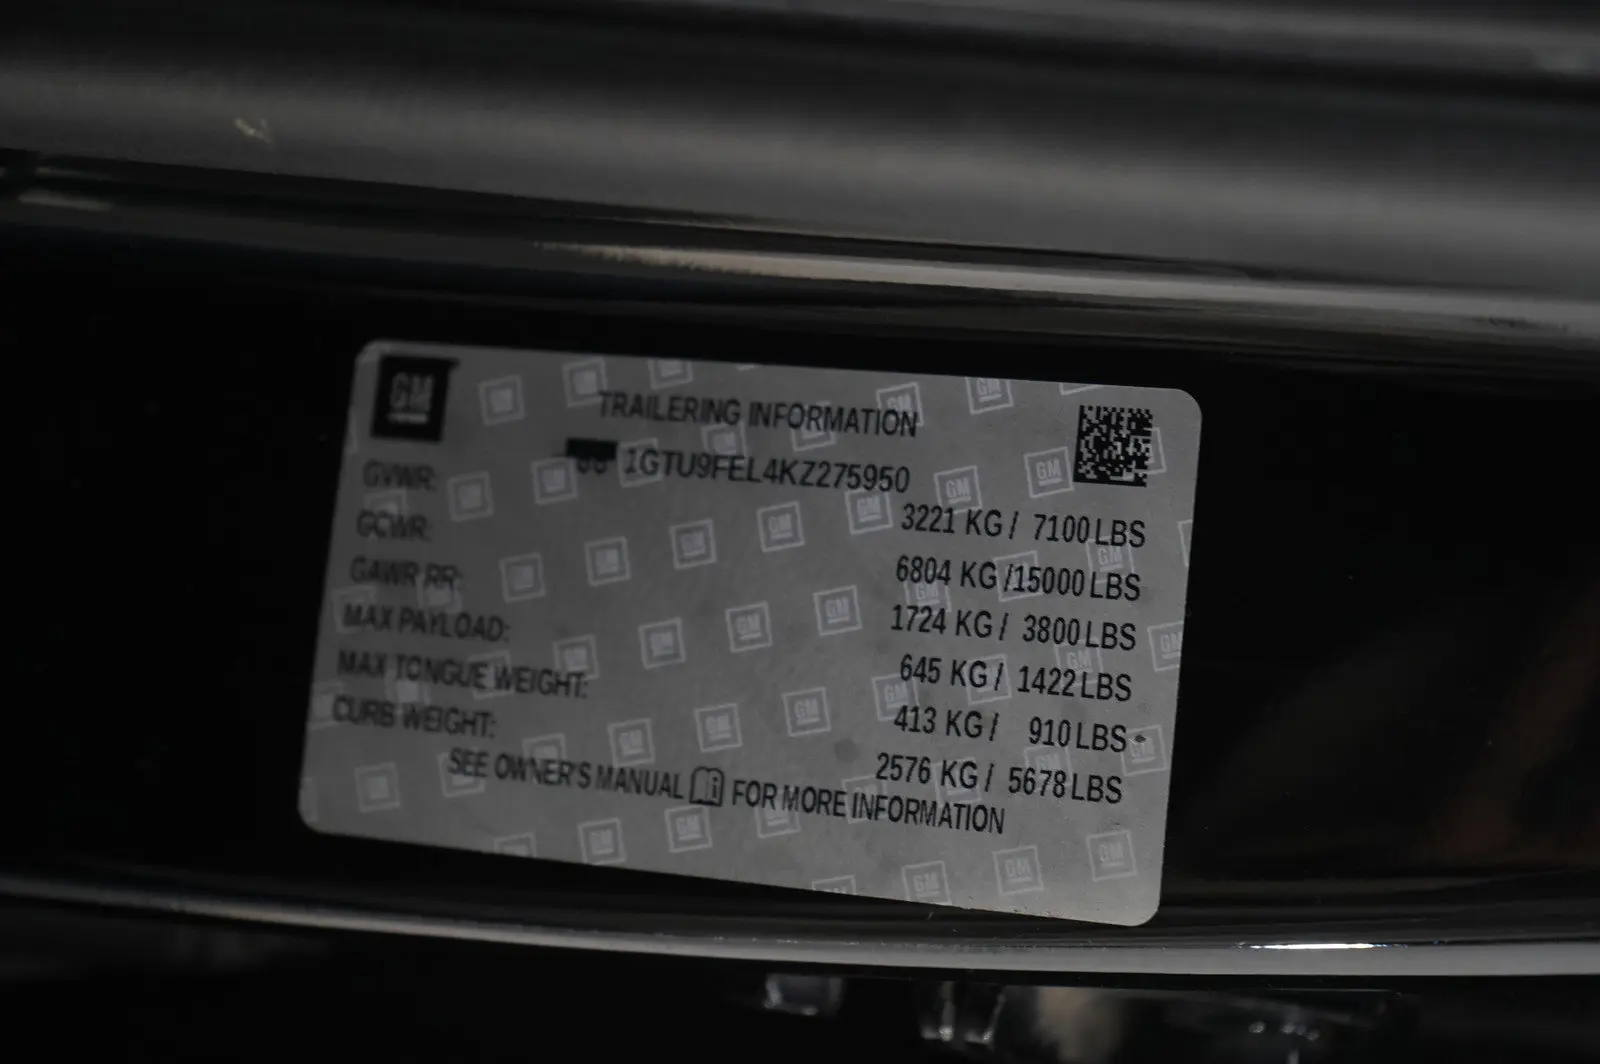 GM
TRAILERING INFORMATION
1GTU9FEL4KZ275950
GVWR: 3221 KG / 7100 LBS
GCWR: 6804 KG /15000 LBS
GAWR RR: 1724 KG / 3800 LBS
MAX PAYLOAD: 645 KG / 1422 LBS
MAX TONGUE WEIGHT: 413 KG / 910 LBS
CURB WEIGHT: 2576 KG / 5678 LBS
SEE OWNER'S MANUAL FOR MORE INFORMATION